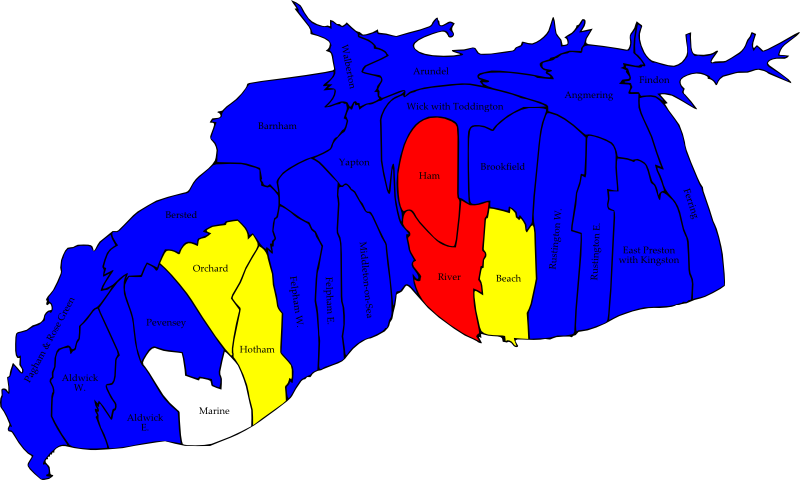 Arundel
Findon
Angmering
Wick with Toddington
Barnham
Yapton
Brookfield
Ham
Ferring
Bersted
Rustington W.
Rustington E.
East Preston
with Kingston
Orchard
River
Beach
Middleton-on-Sea
Felpham W.
Felpham E.
Pevensey
Hotham
Pagham & Rose Green
Aldwick
W.
Marine
Aldwick
E.